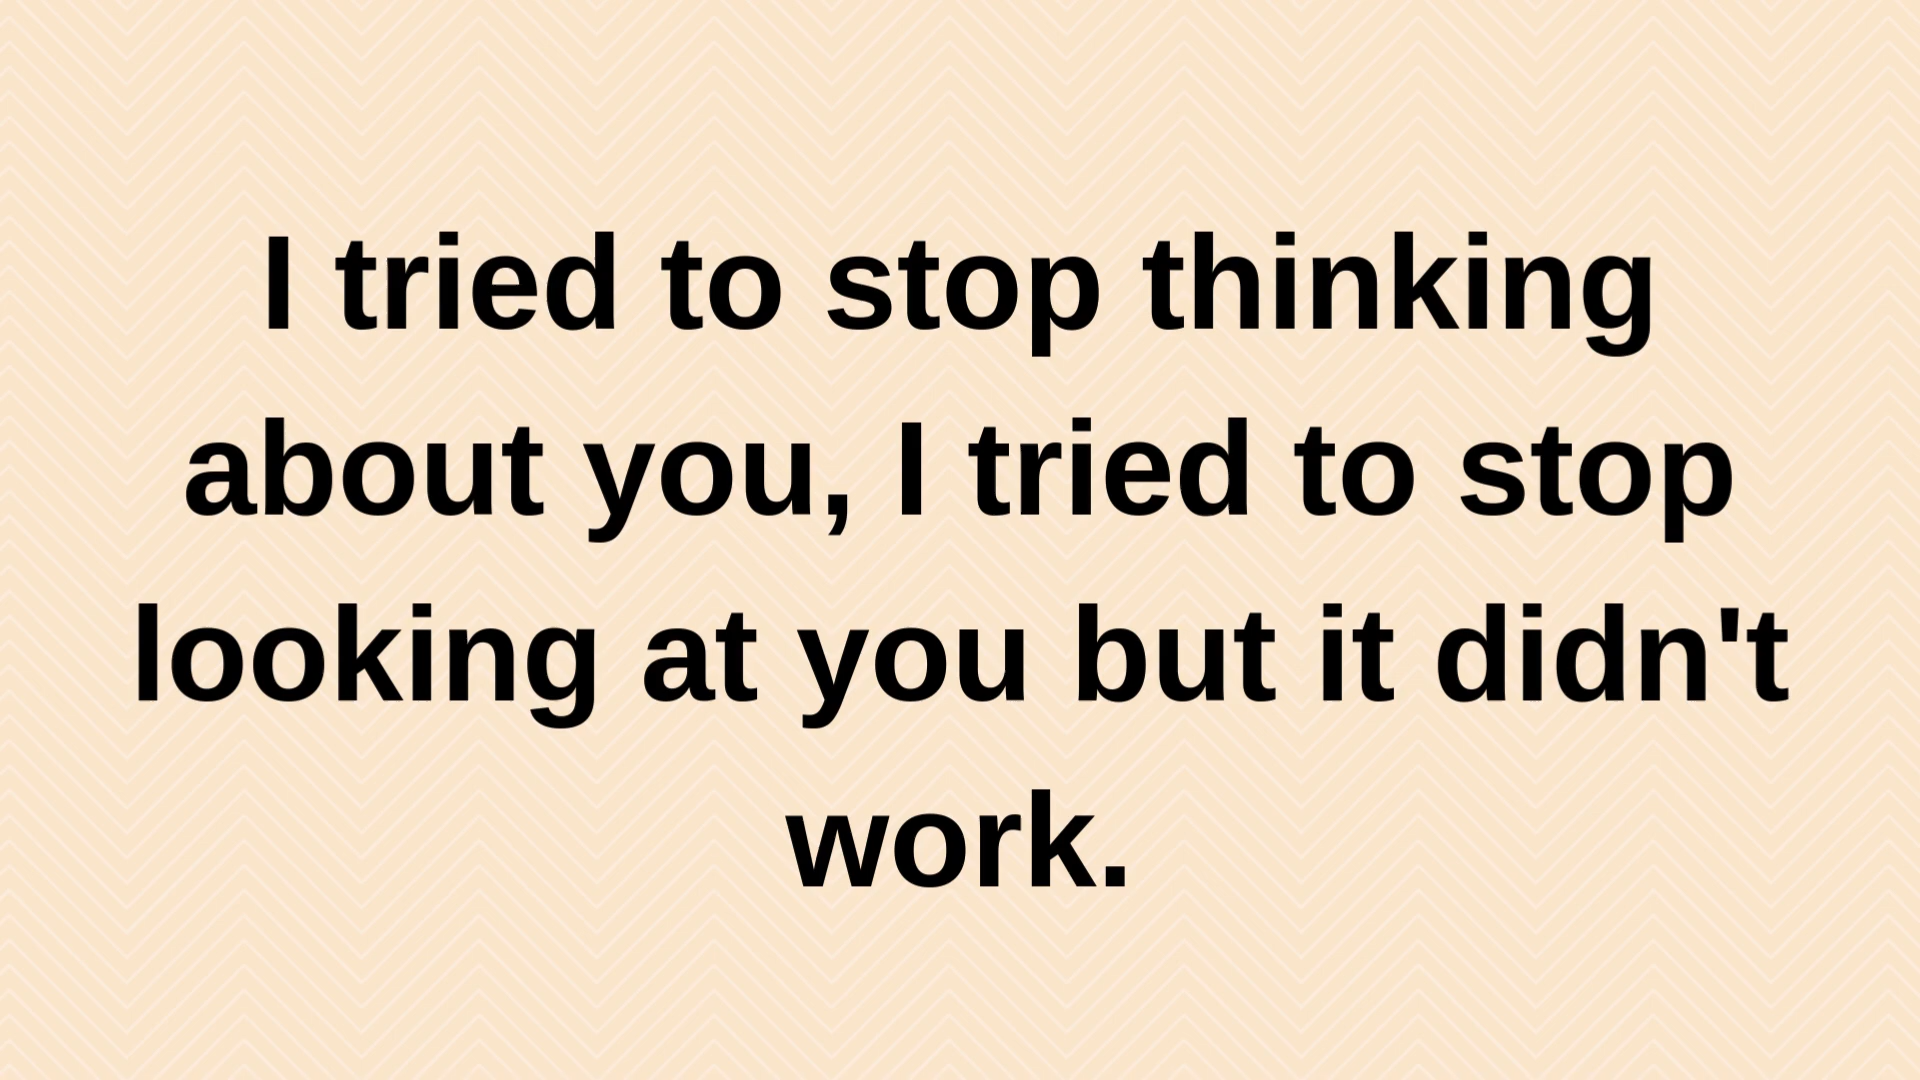 I tried to stop thinking
about you, I tried to stop
looking at you but it didn't
work.